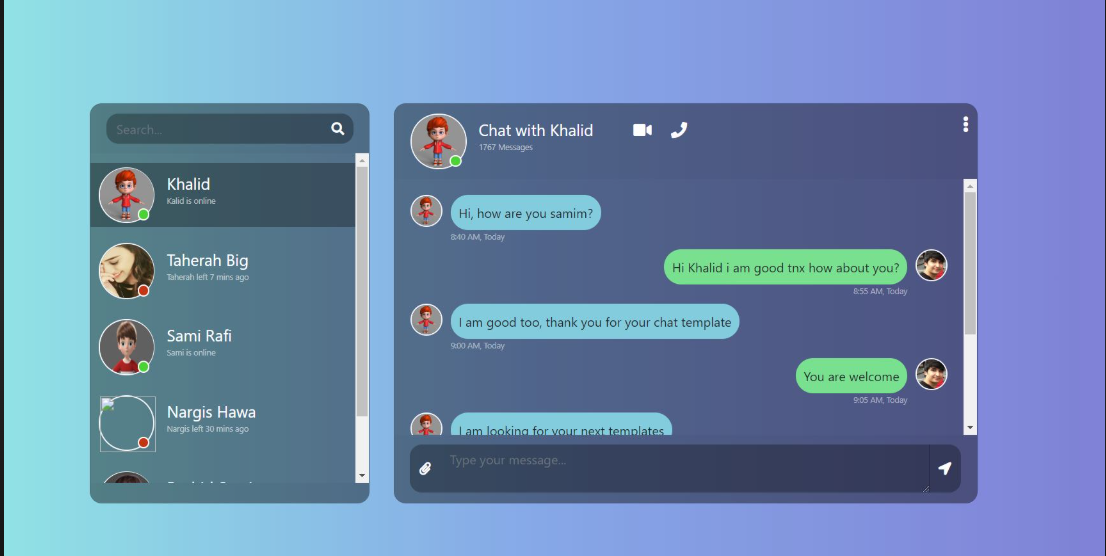 Search...
Khalid
Kalid is online
Taherah Big
Taherah left 7 mins ago
Sami Rafi
Sami is online
Nargis Hawa
Nargis left 30 mins ago
Chat with Khalid
1767 Messages
Hi, how are you samim?
8:40 AM, Today
Hi Khalid i am good tnx how about you?
8:55 AM, Today
I am good too, thank you for your chat template
9:00 AM, Today
You are welcome
9:05 AM, Today
I am looking for your next templates
Type your message...